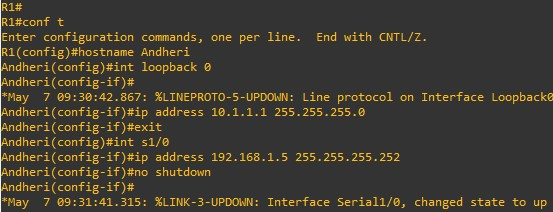 R1#
R1#conf t
Enter configuration commands, one per line.  End with CNTL/Z.
R1(config)#hostname Andheri
Andheri(config)#int loopback 0
Andheri(config-if)#
*May  7 09:30:42.867: %LINEPROTO-5-UPDOWN: Line protocol on Interface Loopback0
Andheri(config-if)#ip address 10.1.1.1 255.255.255.0
Andheri(config-if)#exit
Andheri(config)#int s1/0
Andheri(config-if)#ip address 192.168.1.5 255.255.255.252
Andheri(config-if)#no shutdown
Andheri(config-if)#
*May  7 09:31:41.315: %LINK-3-UPDOWN: Interface Serial1/0, changed state to up